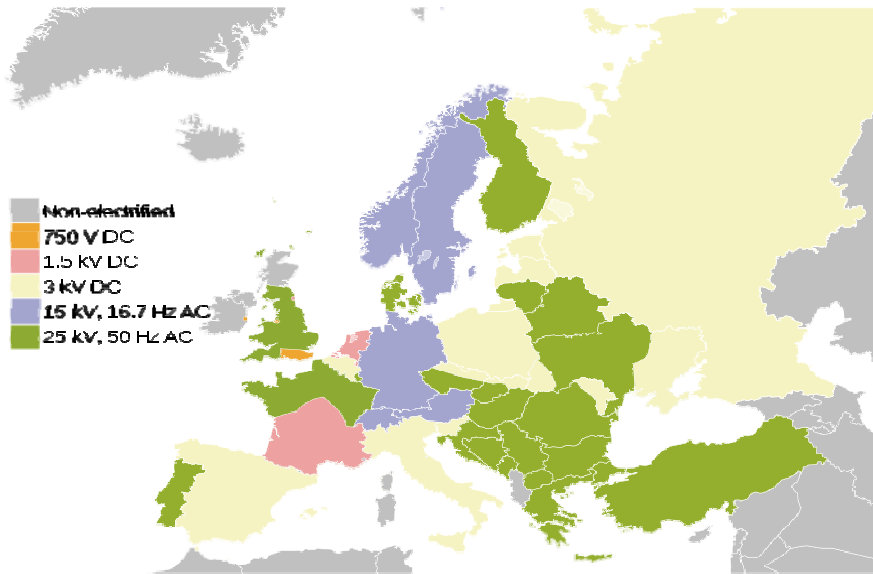 Non-electrified
750 V DC
1.5 kV DC
3 kV DC
15 kV, 16.7 Hz AC
25 kV, 50 Hz AC